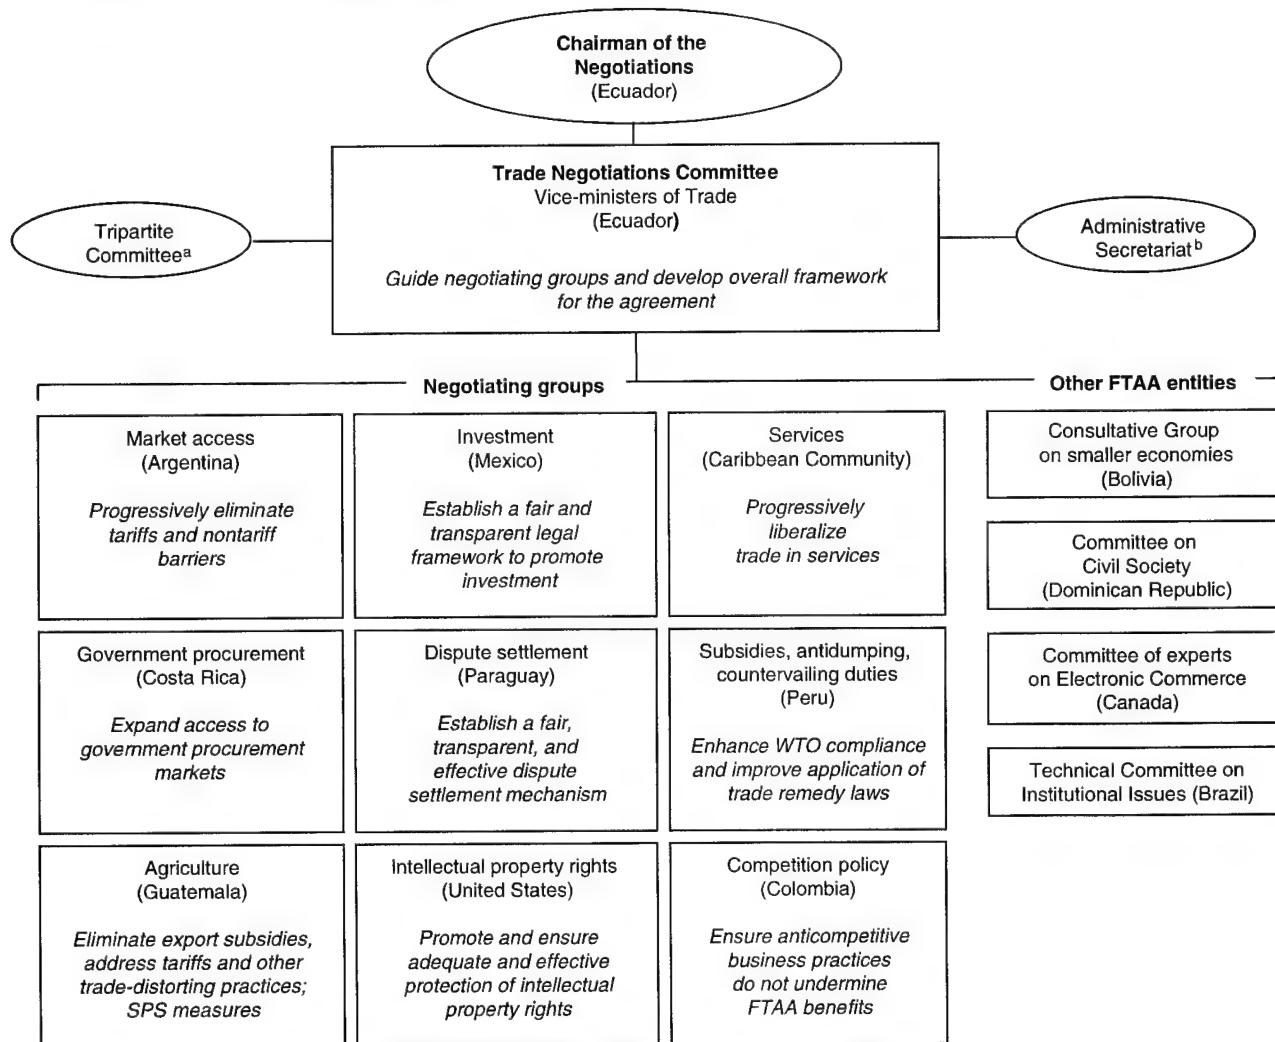 Chairman of the
Negotiations
(Ecuador)
Trade Negotiations Committee
Vice-ministers of Trade
(Ecuador)
Guide negotiating groups and develop overall framework
for the agreement
Tripartite
Committeeᵃ
Administrative
Secretariatᵇ
Negotiating groups
Market access
(Argentina)
Progressively eliminate
tariffs and nontariff
barriers
Investment
(Mexico)
Establish a fair and
transparent legal
framework to promote
investment
Services
(Caribbean Community)
Progressively
liberalize
trade in services
Government procurement
(Costa Rica)
Expand access to
government procurement
markets
Dispute settlement
(Paraguay)
Establish a fair,
transparent, and
effective dispute
settlement mechanism
Subsidies, antidumping,
countervailing duties
(Peru)
Enhance WTO compliance
and improve application of
trade remedy laws
Agriculture
(Guatemala)
Eliminate export subsidies,
address tariffs and other
trade-distorting practices;
SPS measures
Intellectual property rights
(United States)
Promote and ensure
adequate and effective
protection of intellectual
property rights
Competition policy
(Colombia)
Ensure anticompetitive
business practices
do not undermine
FTAA benefits
Other FTAA entities
Consultative Group
on smaller economies
(Bolivia)
Committee on
Civil Society
(Dominican Republic)
Committee of experts
on Electronic Commerce
(Canada)
Technical Committee on
Institutional Issues (Brazil)